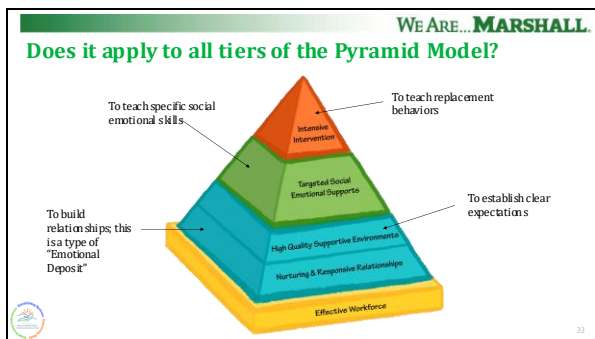 WE ARE... MARSHALL.
Does it apply to all tiers of the Pyramid Model?
To teach specific social
emotional skills
To teach replacement
behaviors
Intensive
Intervention
Targeted Social
Emotional Supports
To establish clear
expectations
To build
relationships; this
is a type of
“Emotional
Deposit”
High Quality Supportive Environments
Nurturing & Responsive Relationships
Effective Workforce
33